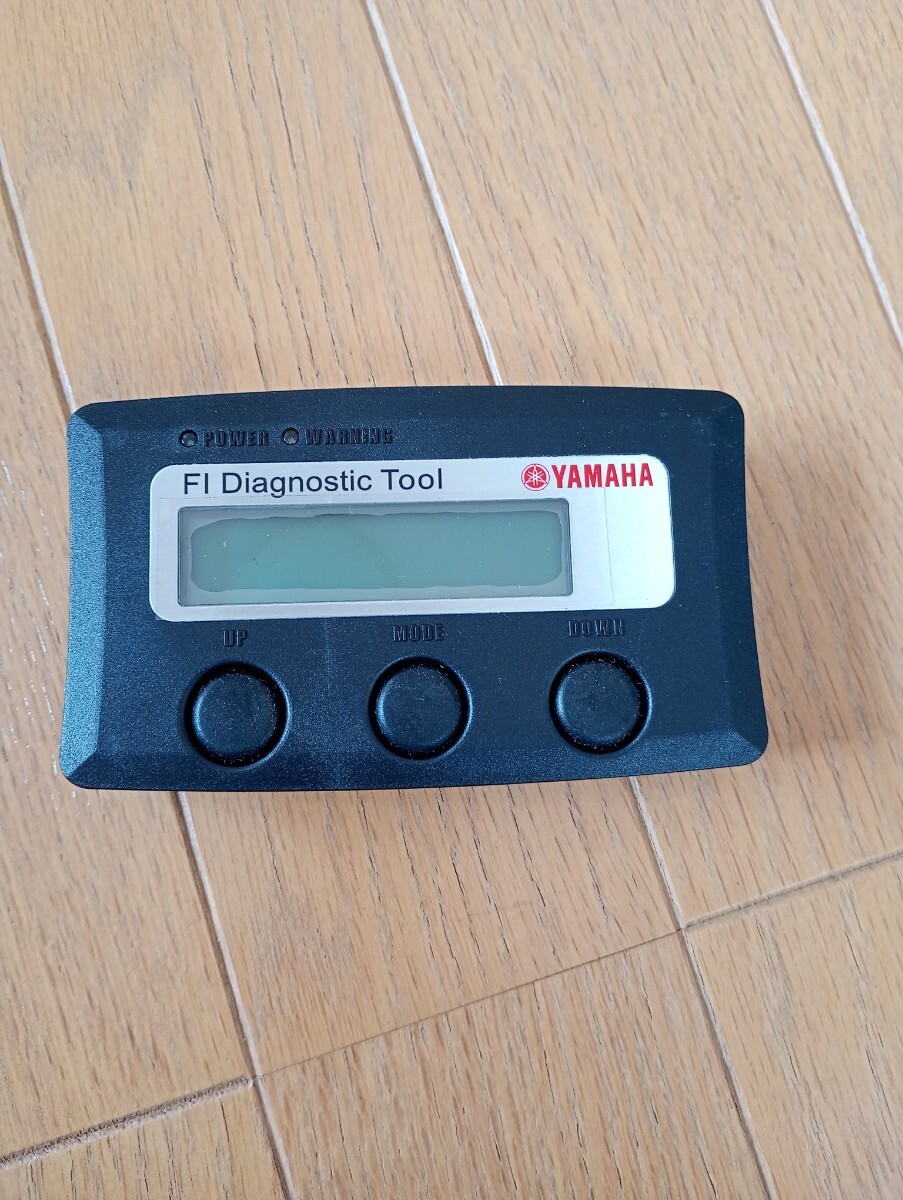 POWER WARNING
FI Diagnostic Tool YAMAHA
UP MODE DOWN